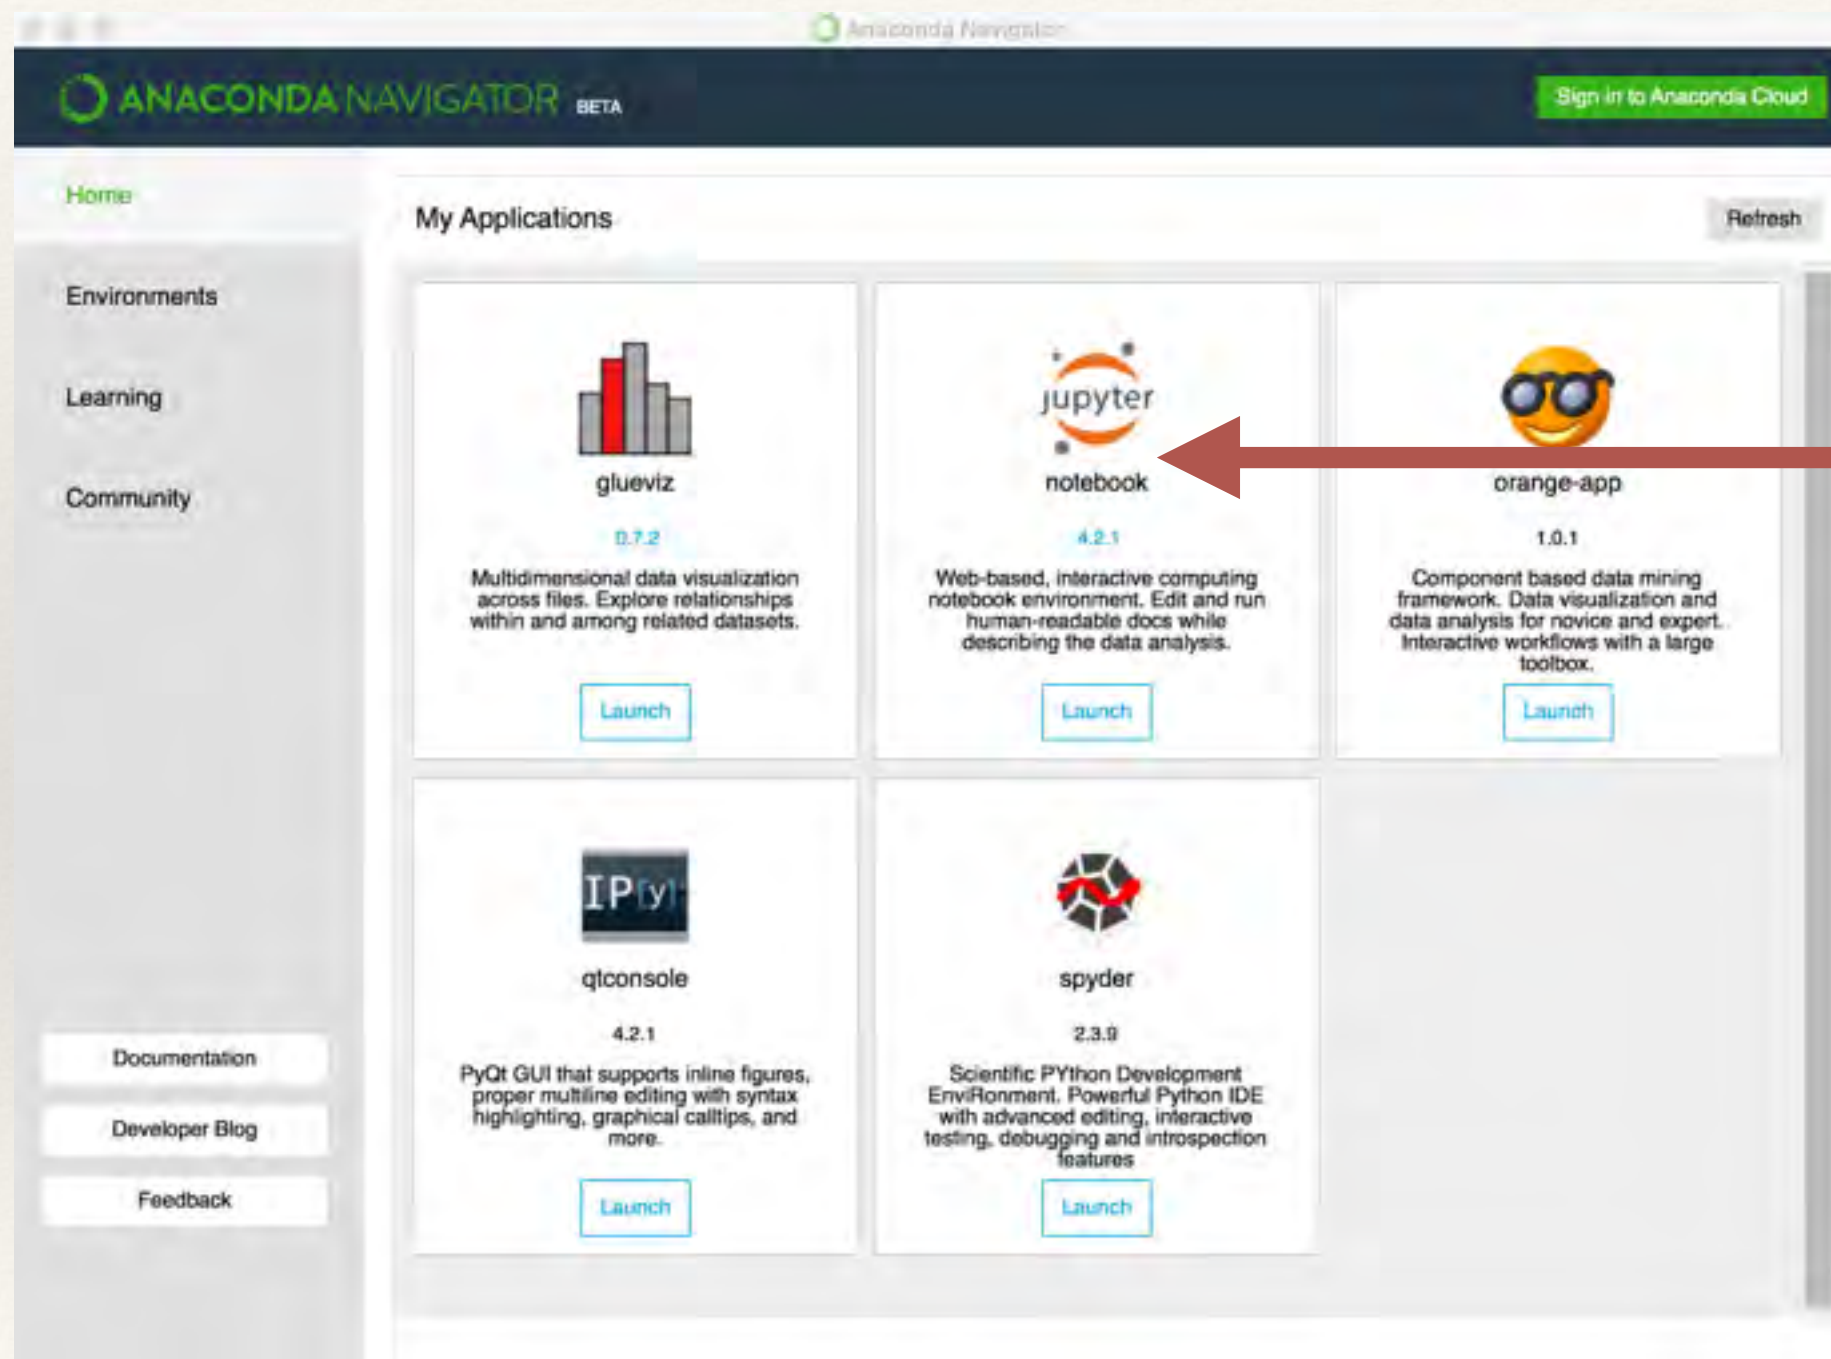 Anaconda Navigator
ANACONDA NAVIGATOR BETA
Sign in to Anaconda Cloud
Home
My Applications
Refresh
Environments
Learning
Community
jupyter
glueviz
notebook
orange-app
0.7.2
4.2.1
1.0.1
Multidimensional data visualization
across files. Explore relationships
within and among related datasets.
Web-based, interactive computing
notebook environment. Edit and run
human-readable docs while
describing the data analysis.
Component based data mining
framework. Data visualization and
data analysis for novice and expert.
Interactive workflows with a large
toolbox.
Launch
Launch
Launch
IP[y]
qtconsole
spyder
4.2.1
2.3.9
PyQt GUI that supports inline figures,
proper multiline editing with syntax
highlighting, graphical calltips, and
more.
Scientific PYthon Development
EnviRonment. Powerful Python IDE
with advanced editing, interactive
testing, debugging and introspection
features
Launch
Launch
Documentation
Developer Blog
Feedback